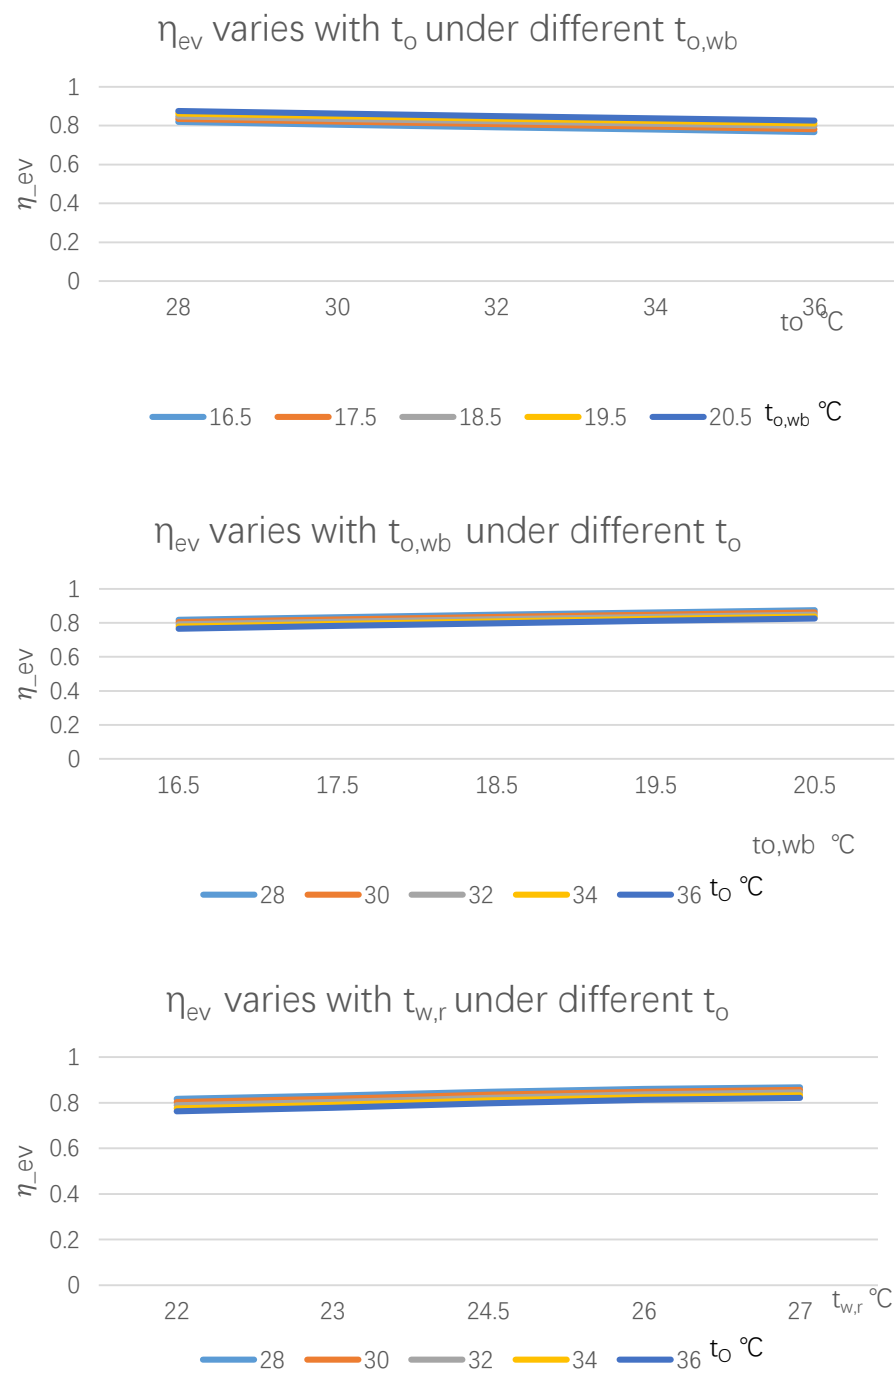 ηev varies with to under different to,wb
1
0.8
0.6
0.4
0.2
0
η_ev
28 30 32 34 36
to ℃
16.5 17.5 18.5 19.5 20.5 to,wb ℃
ηev varies with to,wb under different to
1
0.8
0.6
0.4
0.2
0
η_ev
16.5 17.5 18.5 19.5 20.5
to,wb ℃
28 30 32 34 36 tO ℃
ηev varies with tw,r under different to
1
0.8
0.6
0.4
0.2
0
η_ev
22 23 24.5 26 27 tw,r ℃
28 30 32 34 36 tO ℃